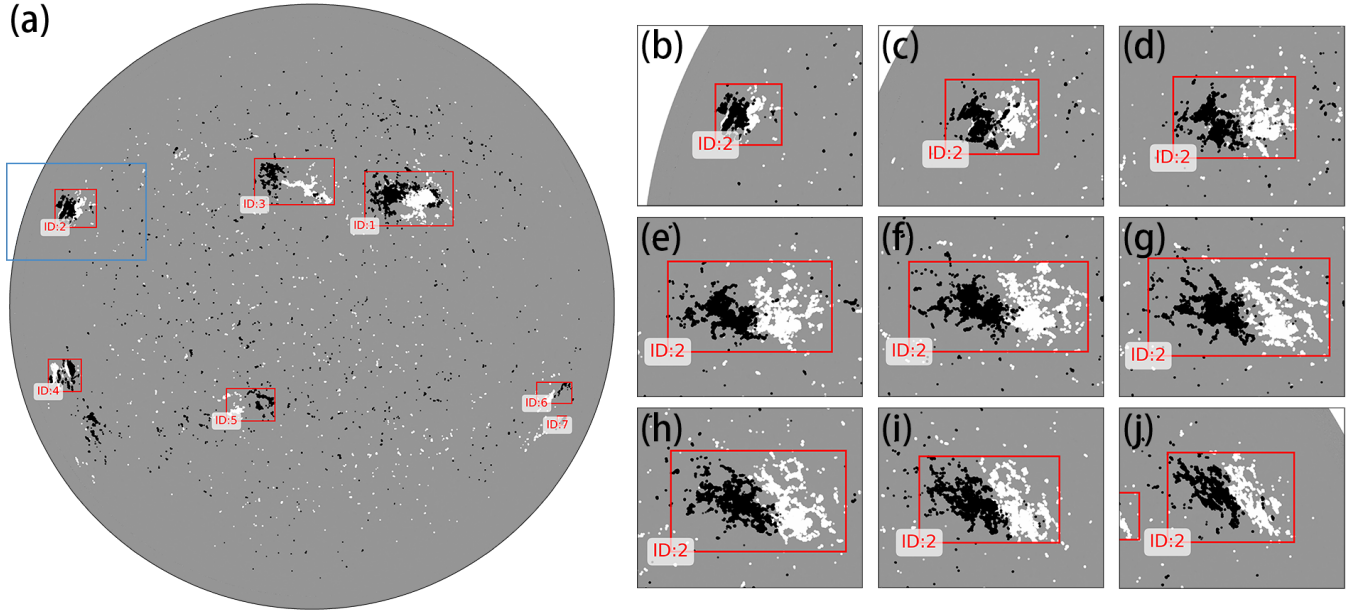 (a)
ID:3
ID:1
ID:2
ID:4
ID:5
ID:6
ID:7
(b)
ID:2
(c)
ID:2
(d)
ID:2
(e)
ID:2
(f)
ID:2
(g)
ID:2
(h)
ID:2
(i)
ID:2
(j)
ID:2